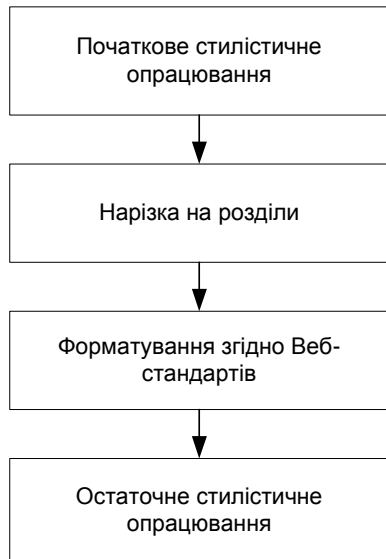 Початкове стилістичне
опрацювання
Нарізка на розділи
Форматування згідно Веб-
стандартів
Остаточне стилістичне
опрацювання